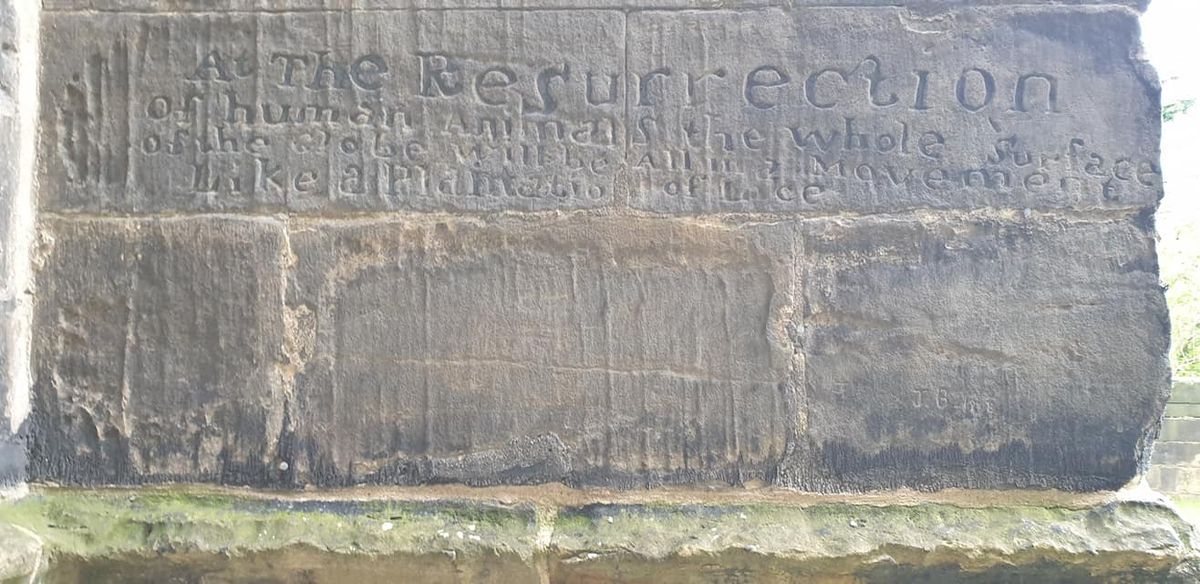 At The Resurrection
Of human Animals the whole Surface
Of the Globe will be All in a Movement
Like a Plantatio of Lice
J B